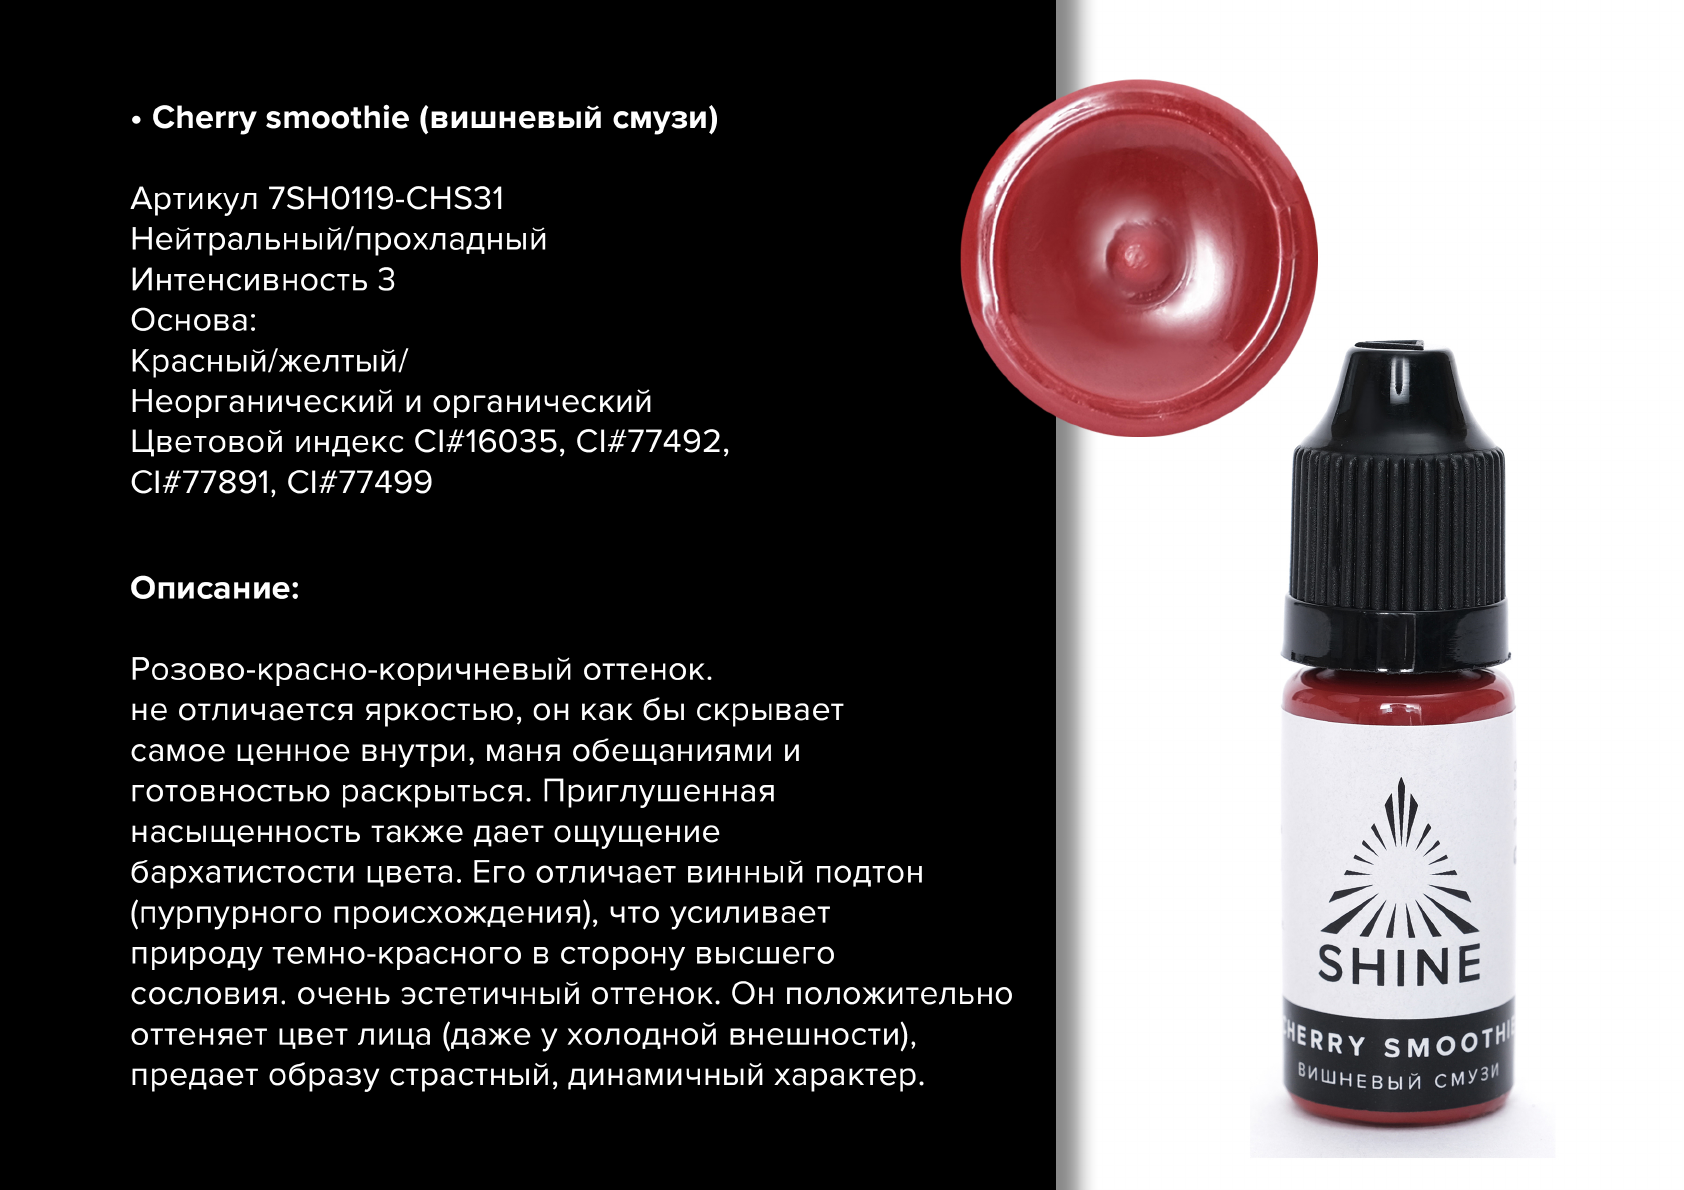 • Cherry smoothie (вишневый смузи)
Артикул 7SH0119-CHS31
Нейтральный/прохладный
Интенсивность 3
Основа:
Красный/желтый/
Неорганический и органический
Цветовой индекс CI#16035, CI#77492,
CI#77891, CI#77499
Описание:
Розово-красно-коричневый оттенок.
не отличается яркостью, он как бы скрывает
самое ценное внутри, маня обещаниями и
готовностью раскрыться. Приглушенная
насыщенность также дает ощущение
бархатистости цвета. Его отличает винный подтон
(пурпурного происхождения), что усиливает
природу темно-красного в сторону высшего
сословия. очень эстетичный оттенок. Он положительно
оттеняет цвет лица (даже у холодной внешности),
предает образу страстный, динамичный характер.
SHINE
CHERRY SMOOTHIE
ВИШНЕВЫЙ СМУЗИ